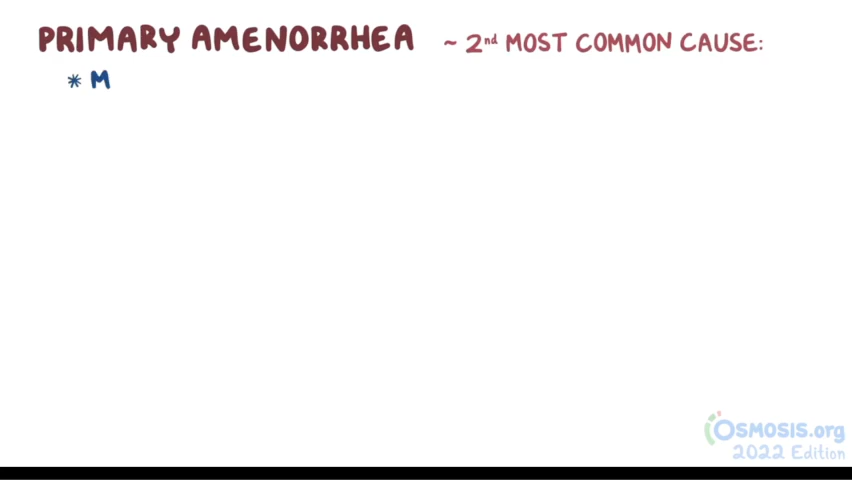 PRIMARY AMENORRHEA ~ 2nd MOST COMMON CAUSE:
* M
OSMOSIS.org
2022 Edition